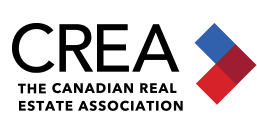 CREA
THE CANADIAN REAL
ESTATE ASSOCIATION